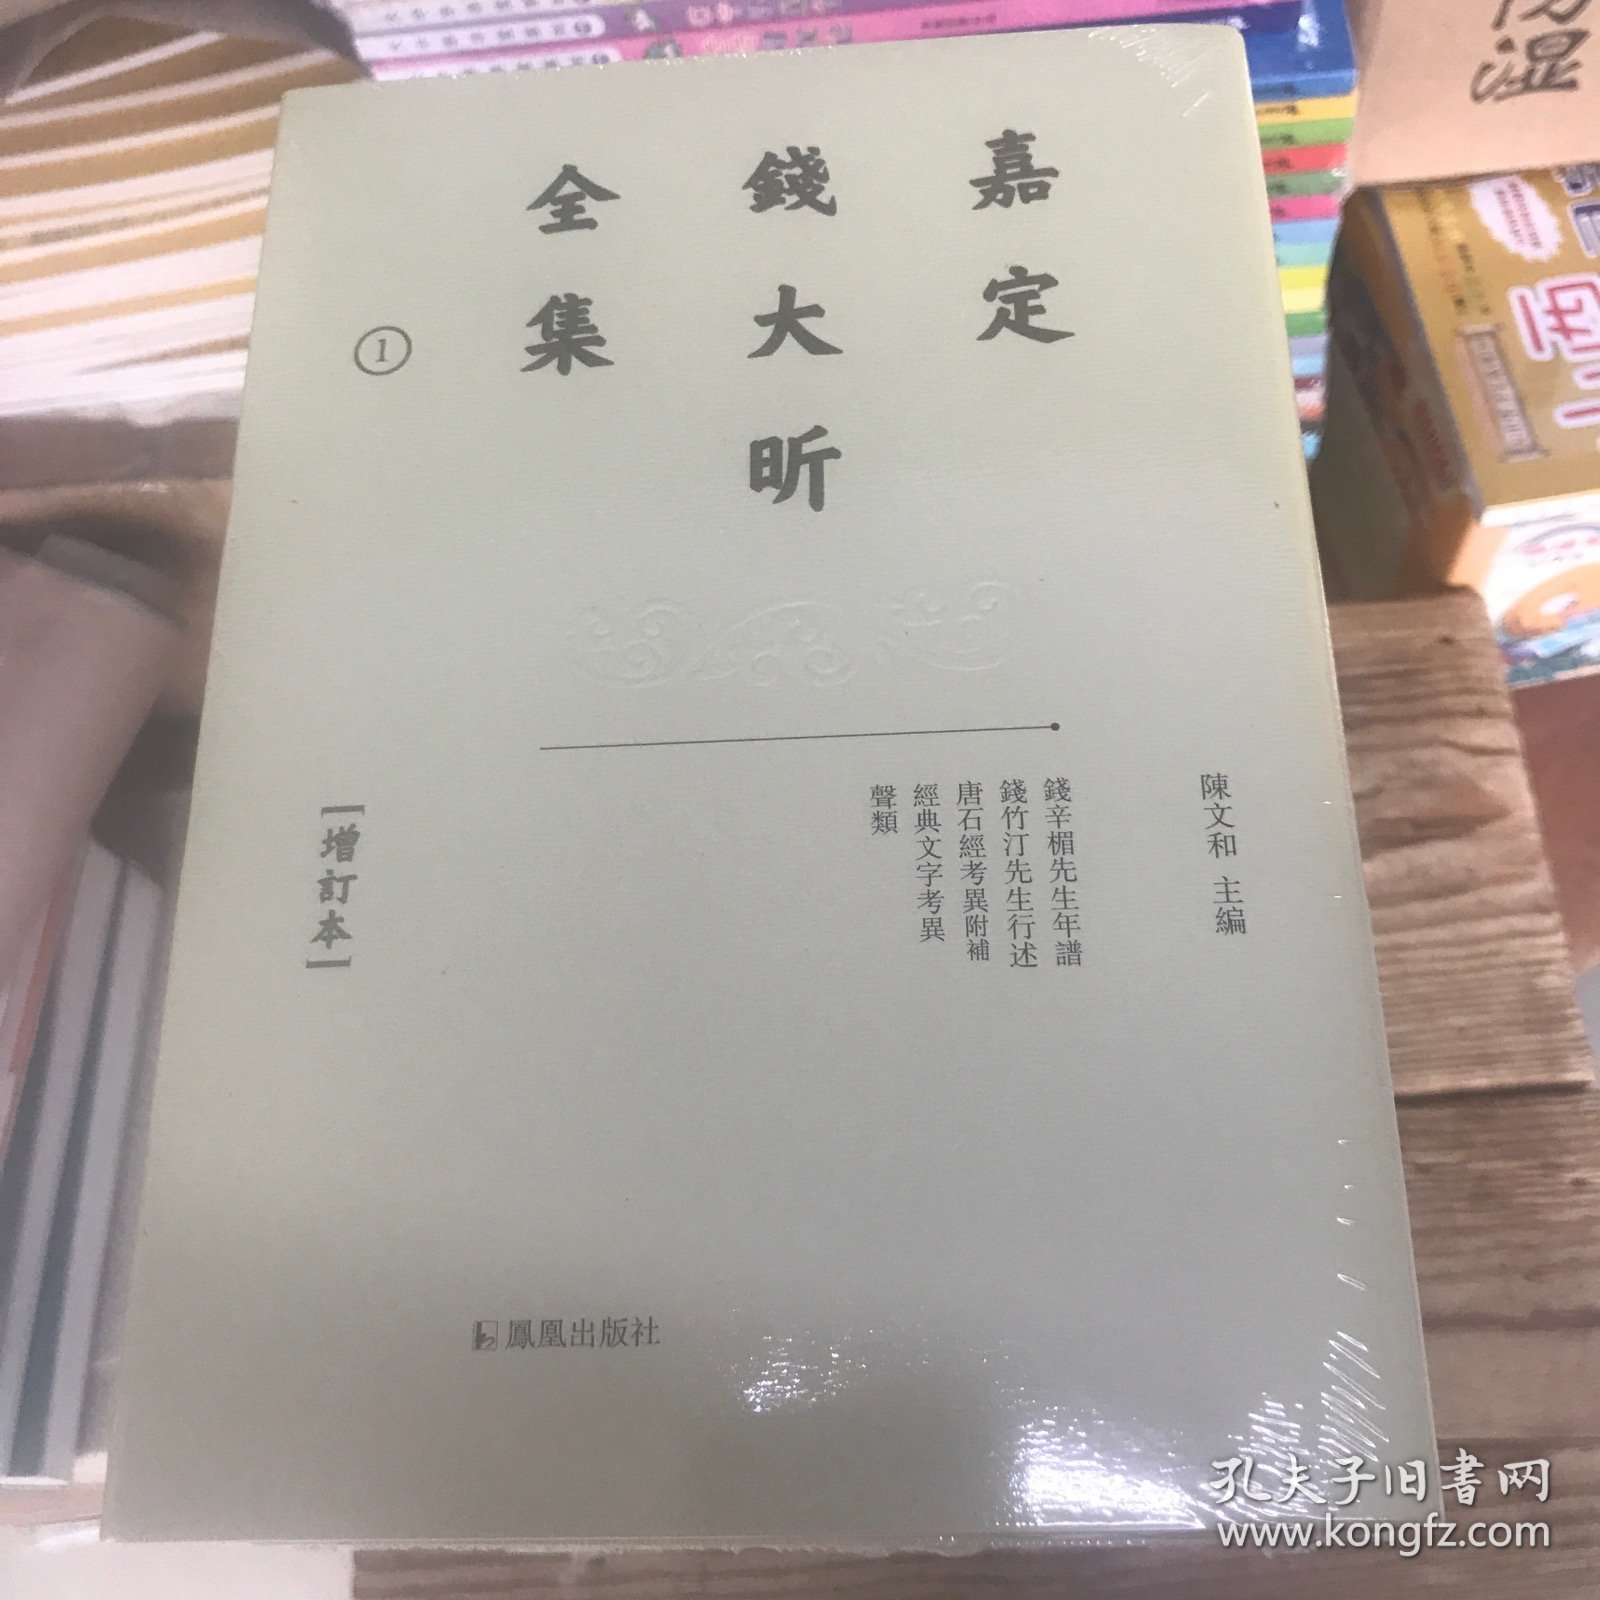 嘉定
錢大昕
全集
1
陳文和 主編
錢辛楣先生年譜
錢竹汀先生行述
唐石經考異附補
經典文字考異
聲類
[增訂本]
鳳凰出版社
湿
西
孔夫子旧书网
www.kongfz.com